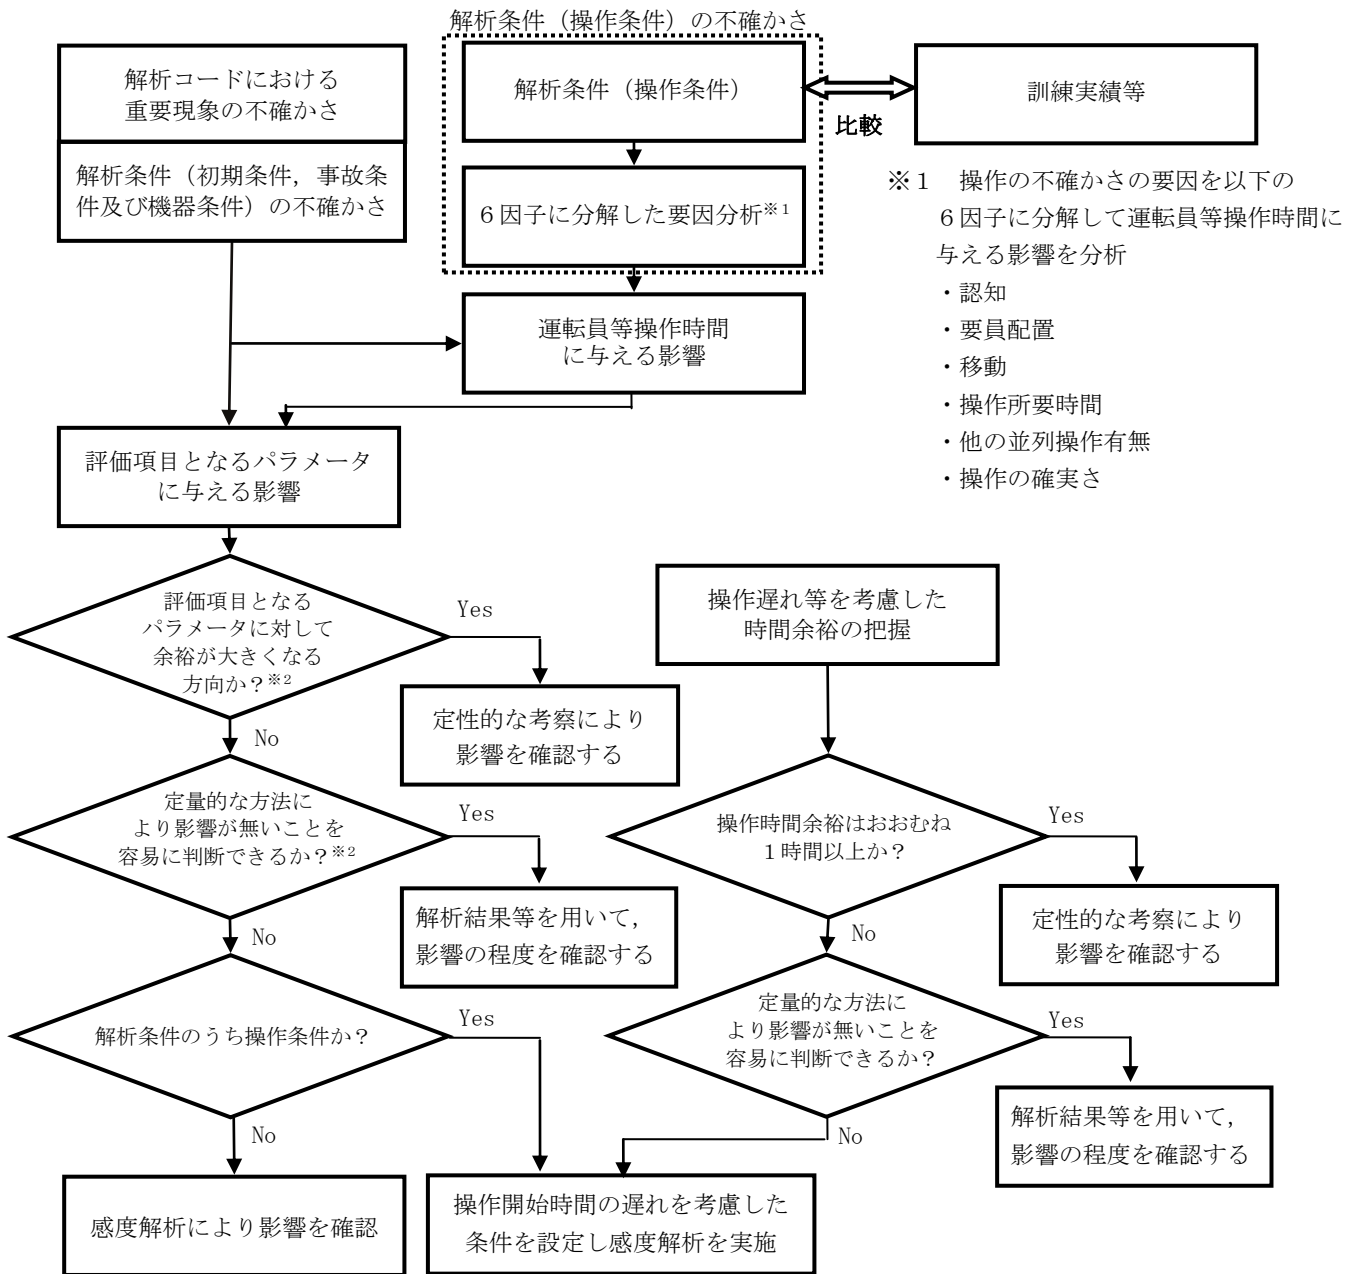 解析条件（操作条件）の不確かさ
解析コードにおける
重要現象の不確かさ
解析条件（初期条件，事故条
件及び機器条件）の不確かさ
解析条件（操作条件）
比較
訓練実績等
６因子に分解した要因分析※1
※１　操作の不確かさの要因を以下の
６因子に分解して運転員等操作時間に
与える影響を分析
・認知
・要員配置
・移動
・操作所要時間
・他の並列操作有無
・操作の確実さ
運転員等操作時間
に与える影響
評価項目となるパラメータ
に与える影響
評価項目となる
パラメータに対して
余裕が大きくなる
方向か？※2
Yes
No
定性的な考察により
影響を確認する
定量的な方法に
より影響が無いことを
容易に判断できるか？※2
Yes
No
解析結果等を用いて，
影響の程度を確認する
解析条件のうち操作条件か？
Yes
No
感度解析により影響を確認
操作開始時間の遅れを考慮した
条件を設定し感度解析を実施
操作遅れ等を考慮した
時間余裕の把握
操作時間余裕はおおむね
１時間以上か？
Yes
No
定性的な考察により
影響を確認する
定量的な方法に
より影響が無いことを
容易に判断できるか？
Yes
No
解析結果等を用いて，
影響の程度を確認する